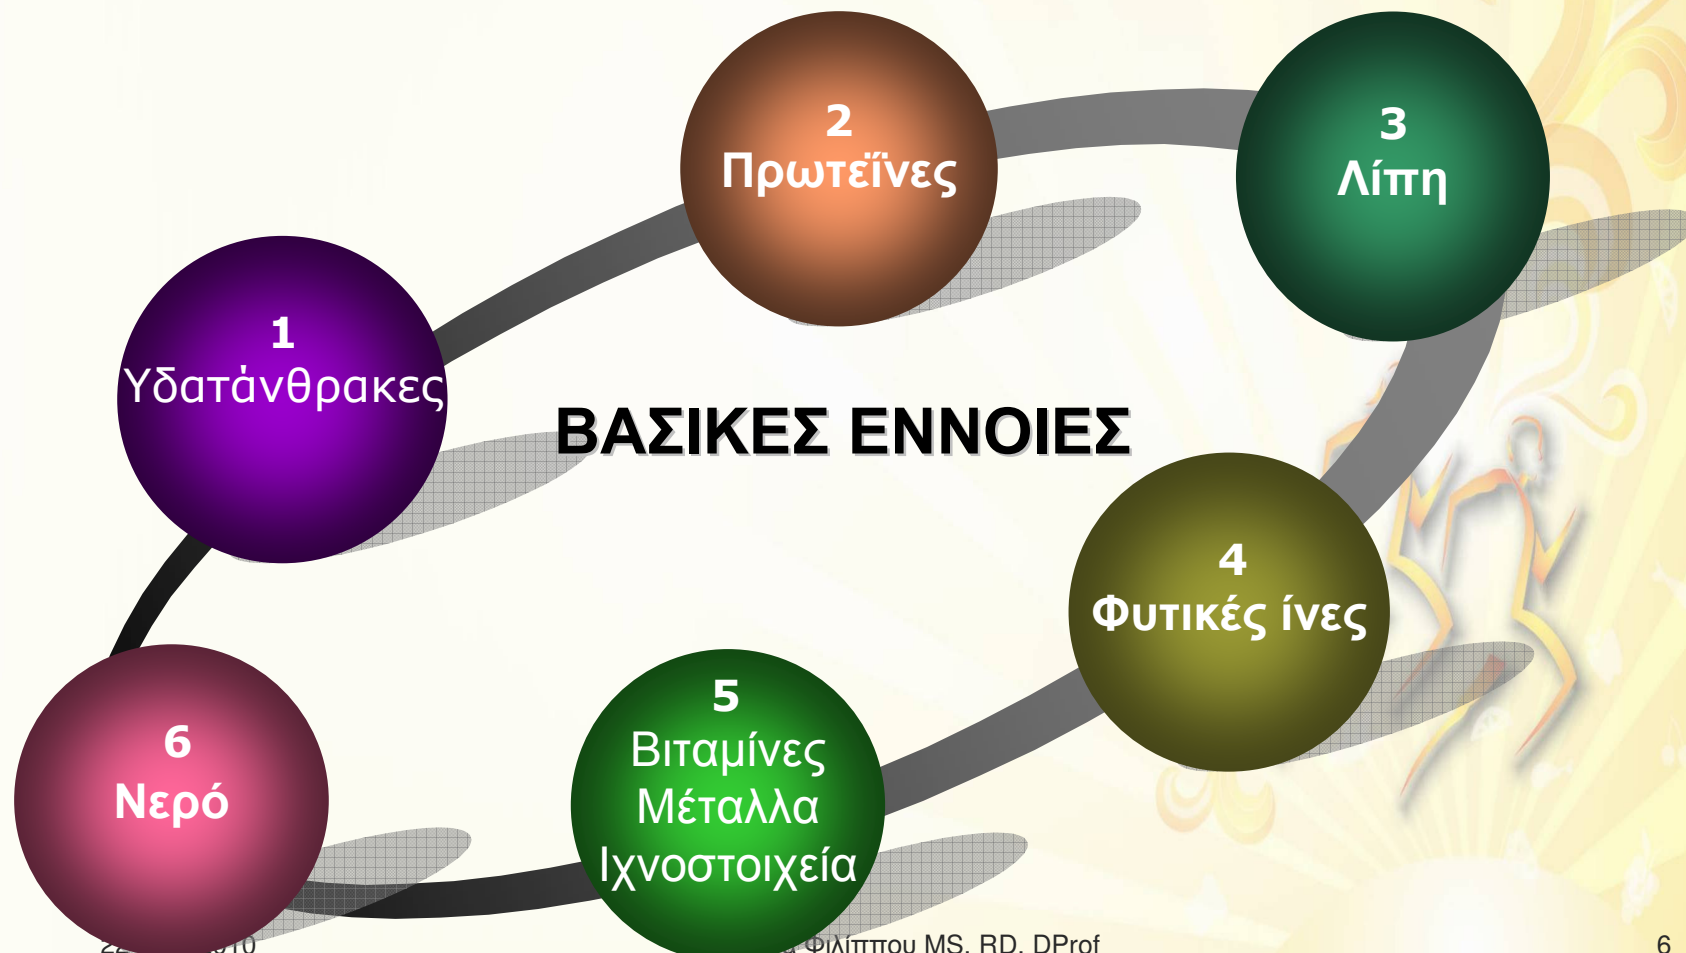 1
Υδατάνθρακες
2
Πρωτεΐνες
3
Λίπη
ΒΑΣΙΚΕΣ ΕΝΝΟΙΕΣ
4
Φυτικές ίνες
5
Βιταμίνες
Μέταλλα
Ιχνοστοιχεία
6
Νερό
Φιλίππου MS, RD, DProf
6